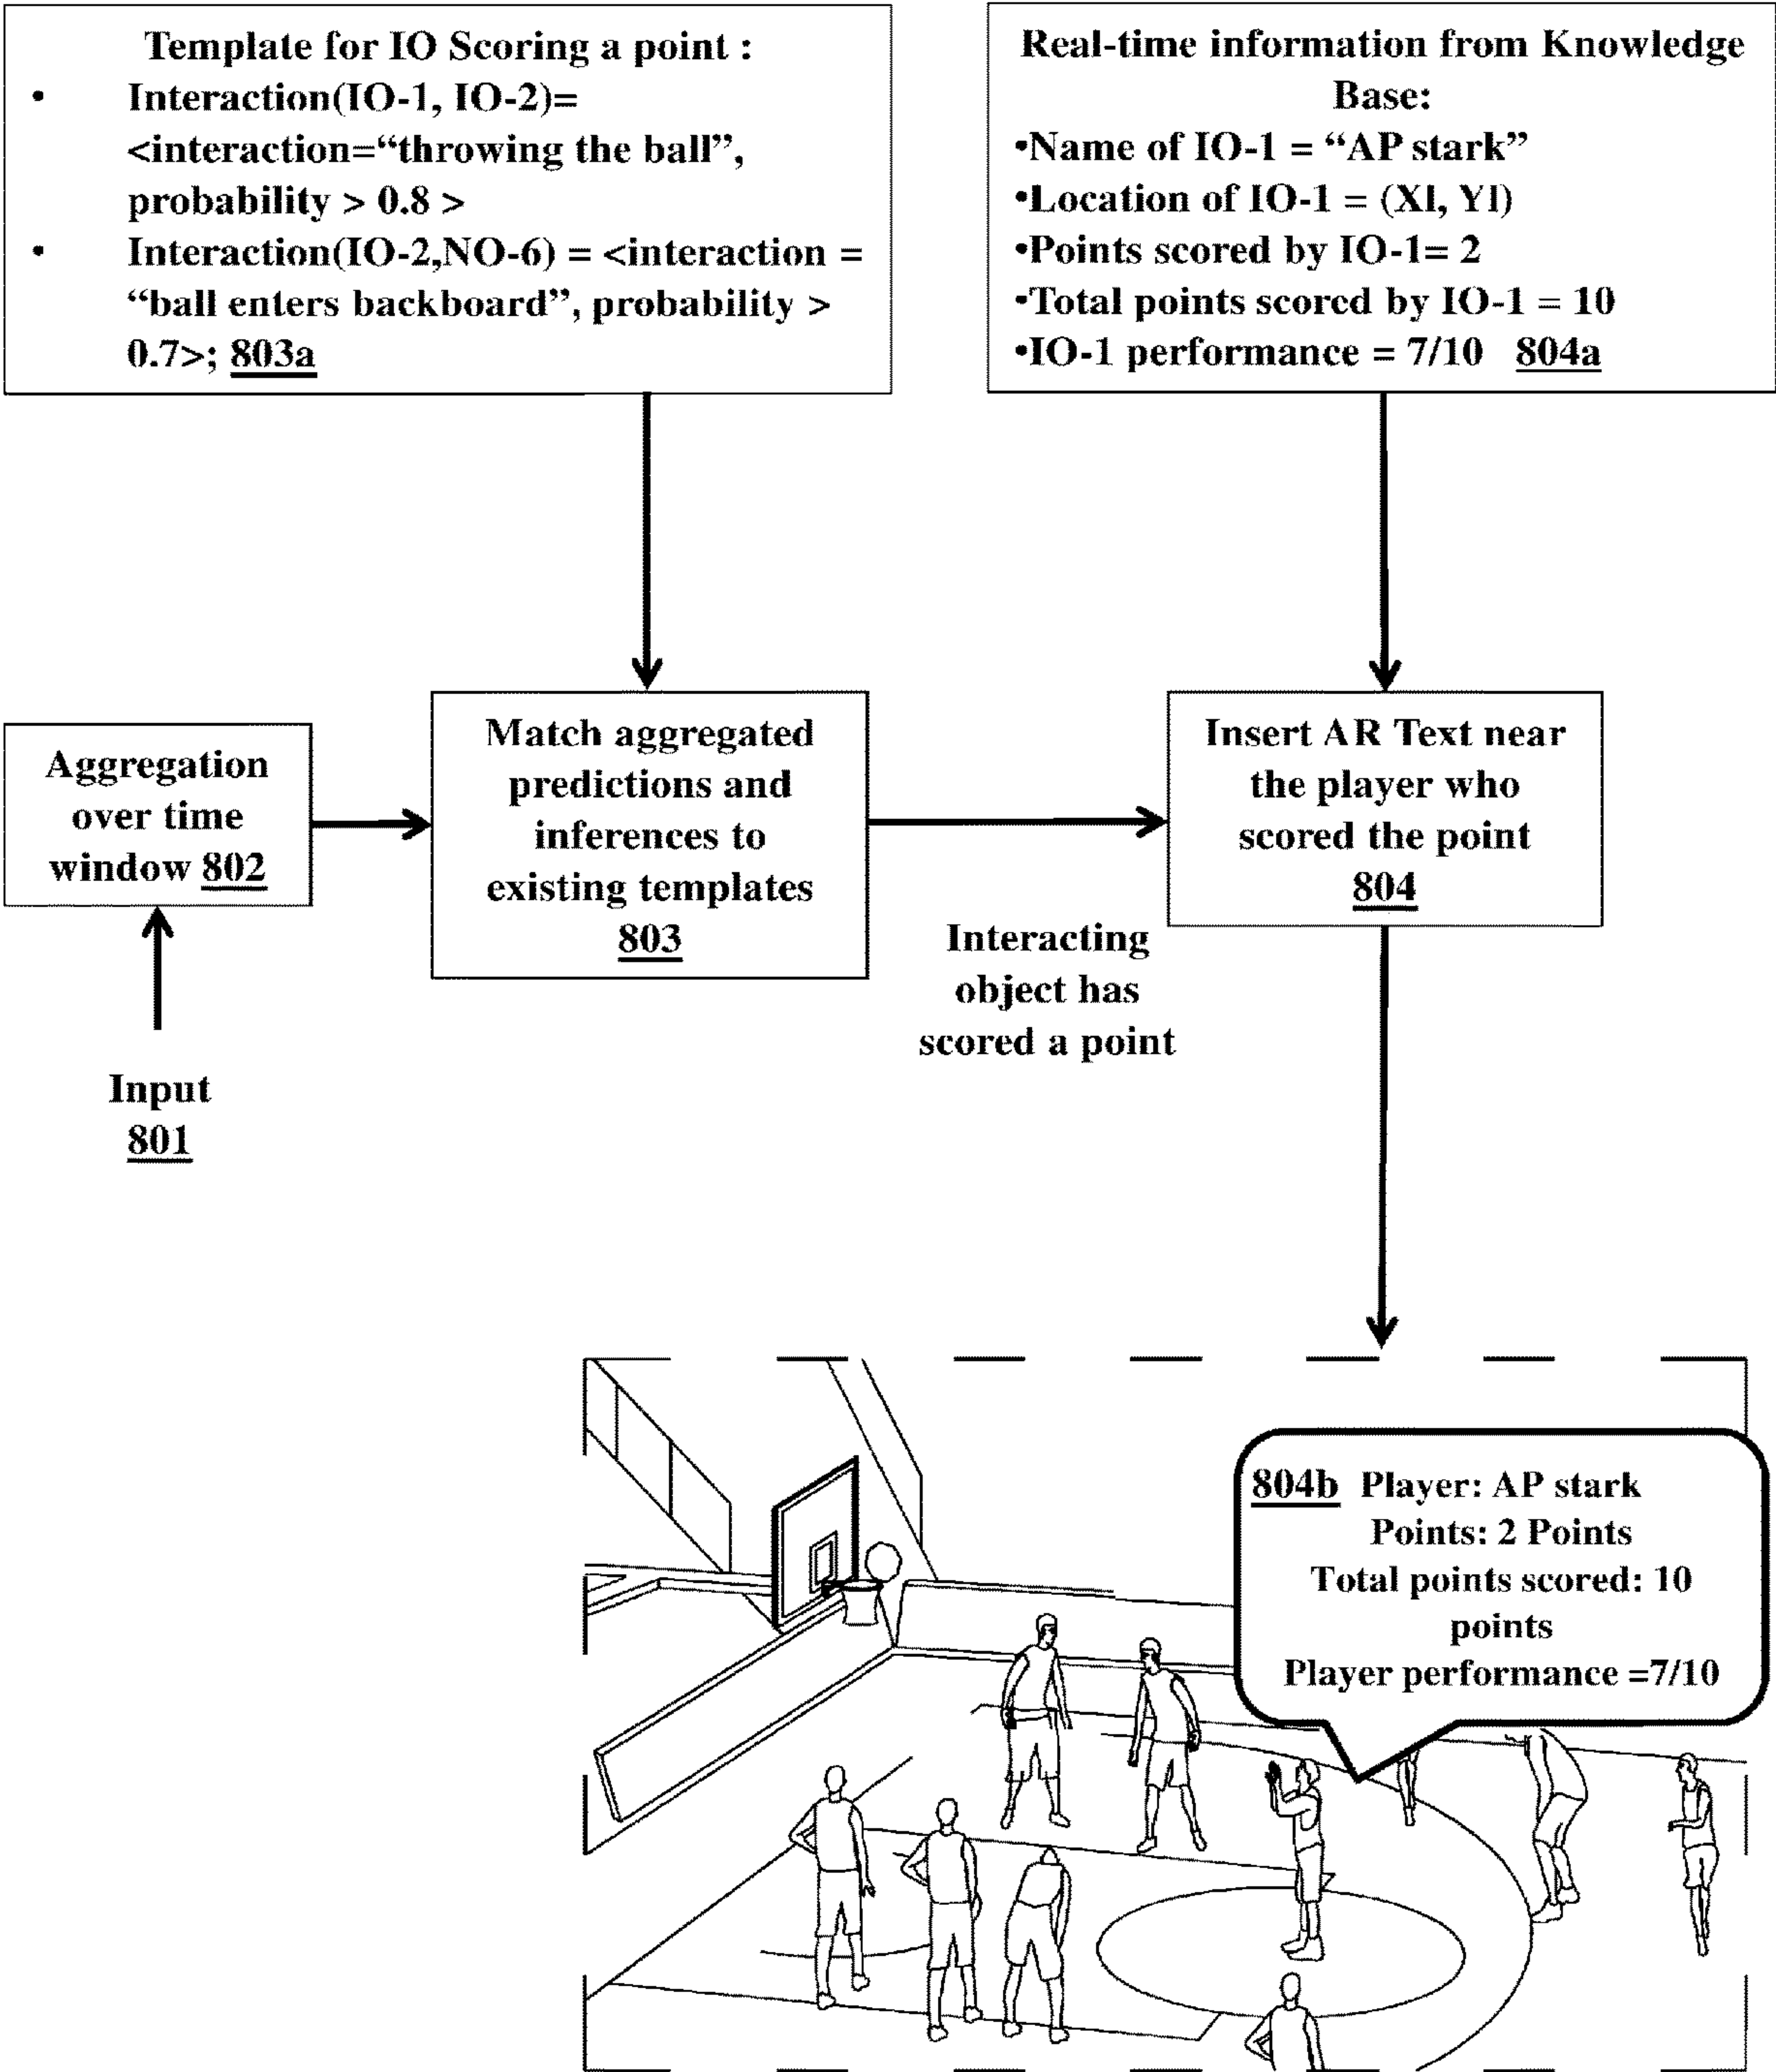 Template for IO Scoring a point :
• Interaction(IO-1, IO-2)=
<interaction=“throwing the ball”,
probability > 0.8 >
• Interaction(IO-2,NO-6) = <interaction =
“ball enters backboard”, probability >
0.7>; 803a
Real-time information from Knowledge
Base:
•Name of IO-1 = “AP stark”
•Location of IO-1 = (Xl, Yl)
•Points scored by IO-1= 2
•Total points scored by IO-1 = 10
•IO-1 performance = 7/10 804a
Aggregation
over time
window 802
Match aggregated
predictions and
inferences to
existing templates
803
Insert AR Text near
the player who
scored the point
804
Interacting
object has
scored a point
Input
801
804b Player: AP stark
Points: 2 Points
Total points scored: 10
points
Player performance =7/10